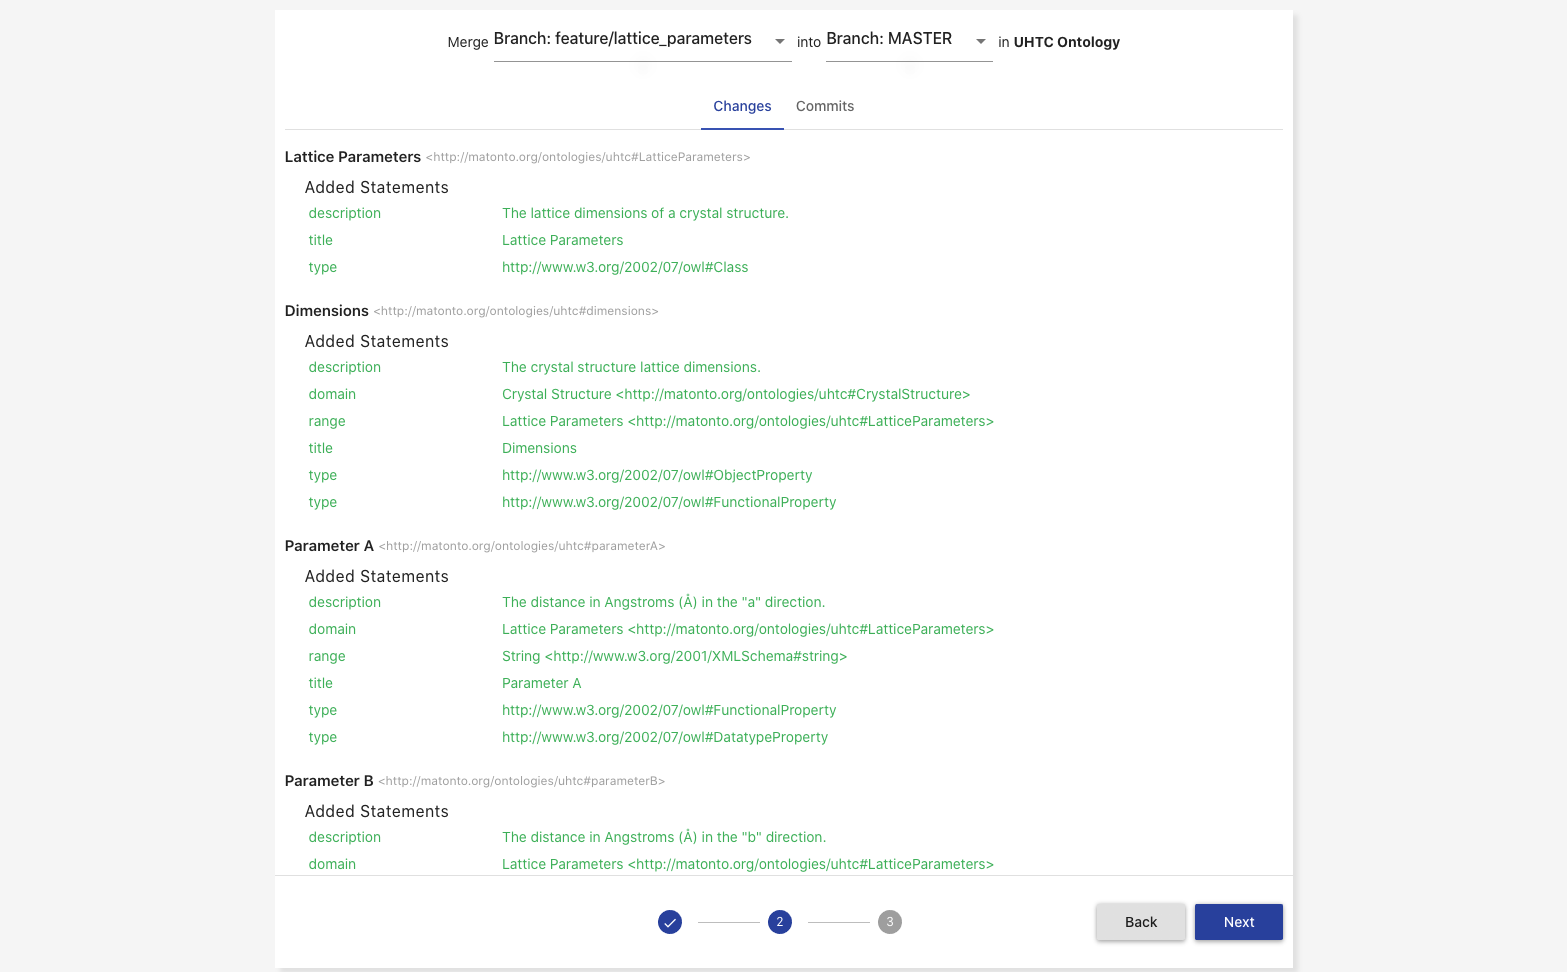 Merge Branch: feature/lattice_parameters into Branch: MASTER in UHTC Ontology
Changes Commits
Lattice Parameters <http://matonto.org/ontologies/uhtc#LatticeParameters>
Added Statements
description The lattice dimensions of a crystal structure.
title Lattice Parameters
type http://www.w3.org/2002/07/owl#Class
Dimensions <http://matonto.org/ontologies/uhtc#dimensions>
Added Statements
description The crystal structure lattice dimensions.
domain Crystal Structure <http://matonto.org/ontologies/uhtc#CrystalStructure>
range Lattice Parameters <http://matonto.org/ontologies/uhtc#LatticeParameters>
title Dimensions
type http://www.w3.org/2002/07/owl#ObjectProperty
type http://www.w3.org/2002/07/owl#FunctionalProperty
Parameter A <http://matonto.org/ontologies/uhtc#parameterA>
Added Statements
description The distance in Angstroms (Å) in the "a" direction.
domain Lattice Parameters <http://matonto.org/ontologies/uhtc#LatticeParameters>
range String <http://www.w3.org/2001/XMLSchema#string>
title Parameter A
type http://www.w3.org/2002/07/owl#FunctionalProperty
type http://www.w3.org/2002/07/owl#DatatypeProperty
Parameter B <http://matonto.org/ontologies/uhtc#parameterB>
Added Statements
description The distance in Angstroms (Å) in the "b" direction.
domain Lattice Parameters <http://matonto.org/ontologies/uhtc#LatticeParameters>
2 3 Back Next